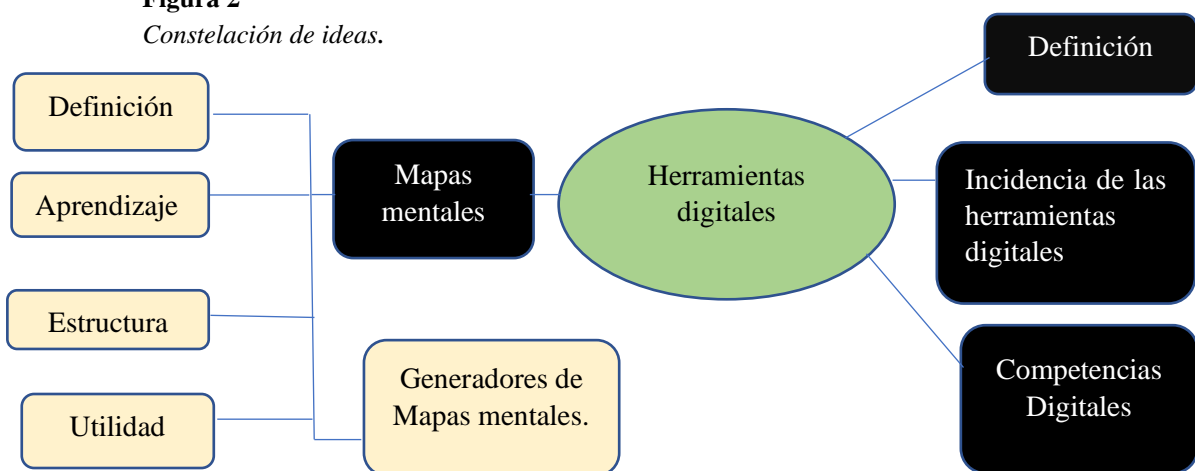 Figura 2
Constelación de ideas.
Definición
Aprendizaje
Estructura
Utilidad
Mapas
mentales
Generadores de
Mapas mentales.
Herramientas
digitales
Definición
Incidencia de las
herramientas
digitales
Competencias
Digitales